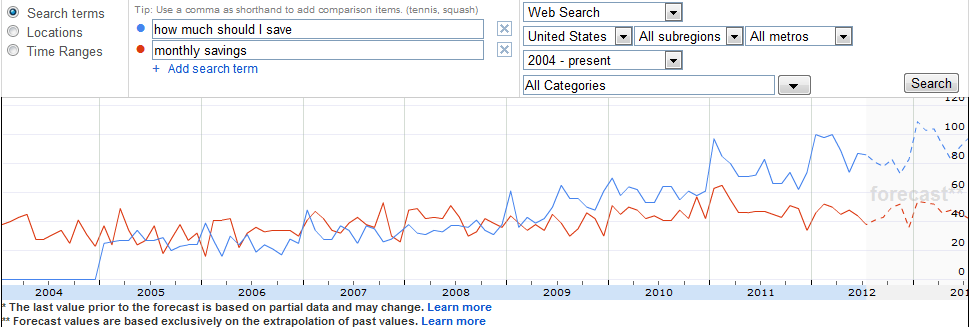 Search terms
Locations
Time Ranges
Tip: Use a comma as shorthand to add comparison items. (tennis, squash)
how much should I save
monthly savings
+ Add search term
Web Search
United States All subregions All metros
2004 - present
All Categories
Search
120
100
80
60
40
20
0
forecast**
2004 2005 2006 2007 2008 2009 2010 2011 2012 201
* The last value prior to the forecast is based on partial data and may change. Learn more
** Forecast values are based exclusively on the extrapolation of past values. Learn more